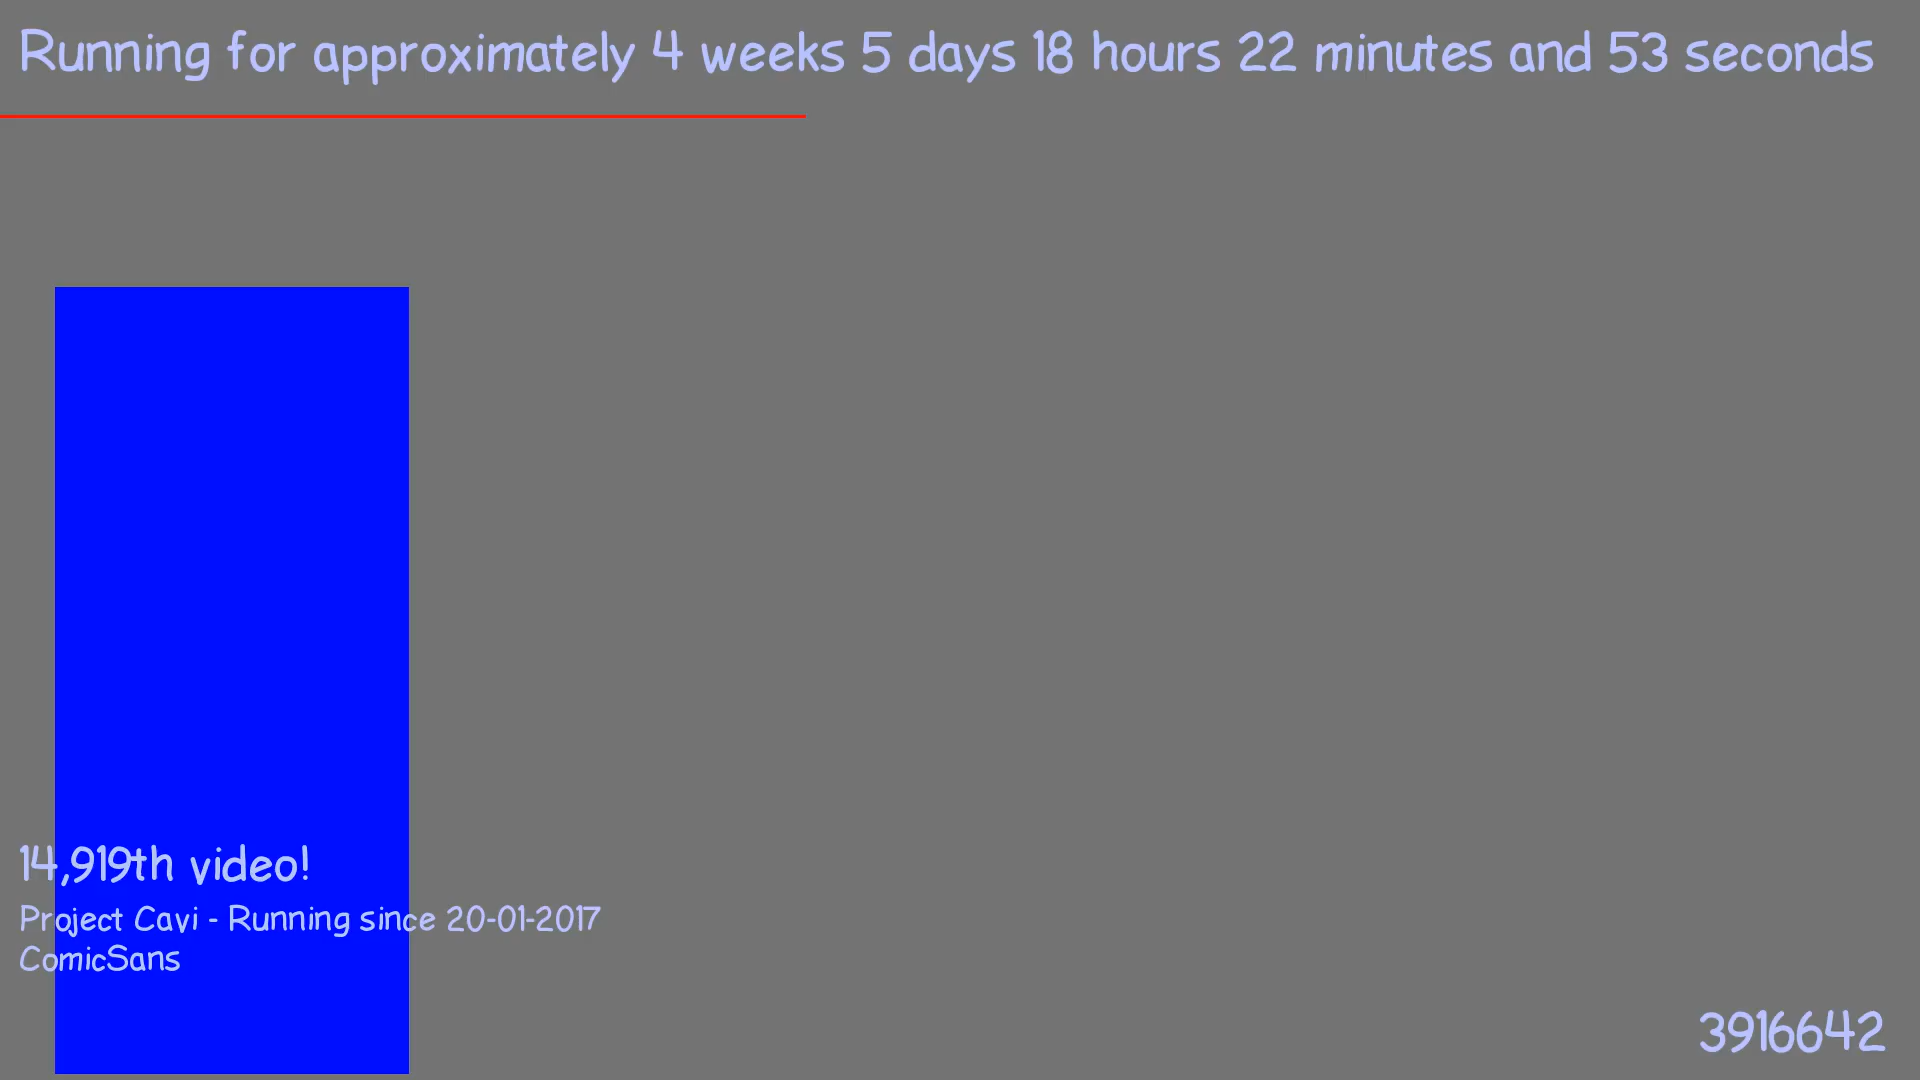 Running for approximately 4 weeks 5 days 18 hours 22 minutes and 53 seconds
14,919th video!
Project Cavi - Running since 20-01-2017
ComicSans
3916642